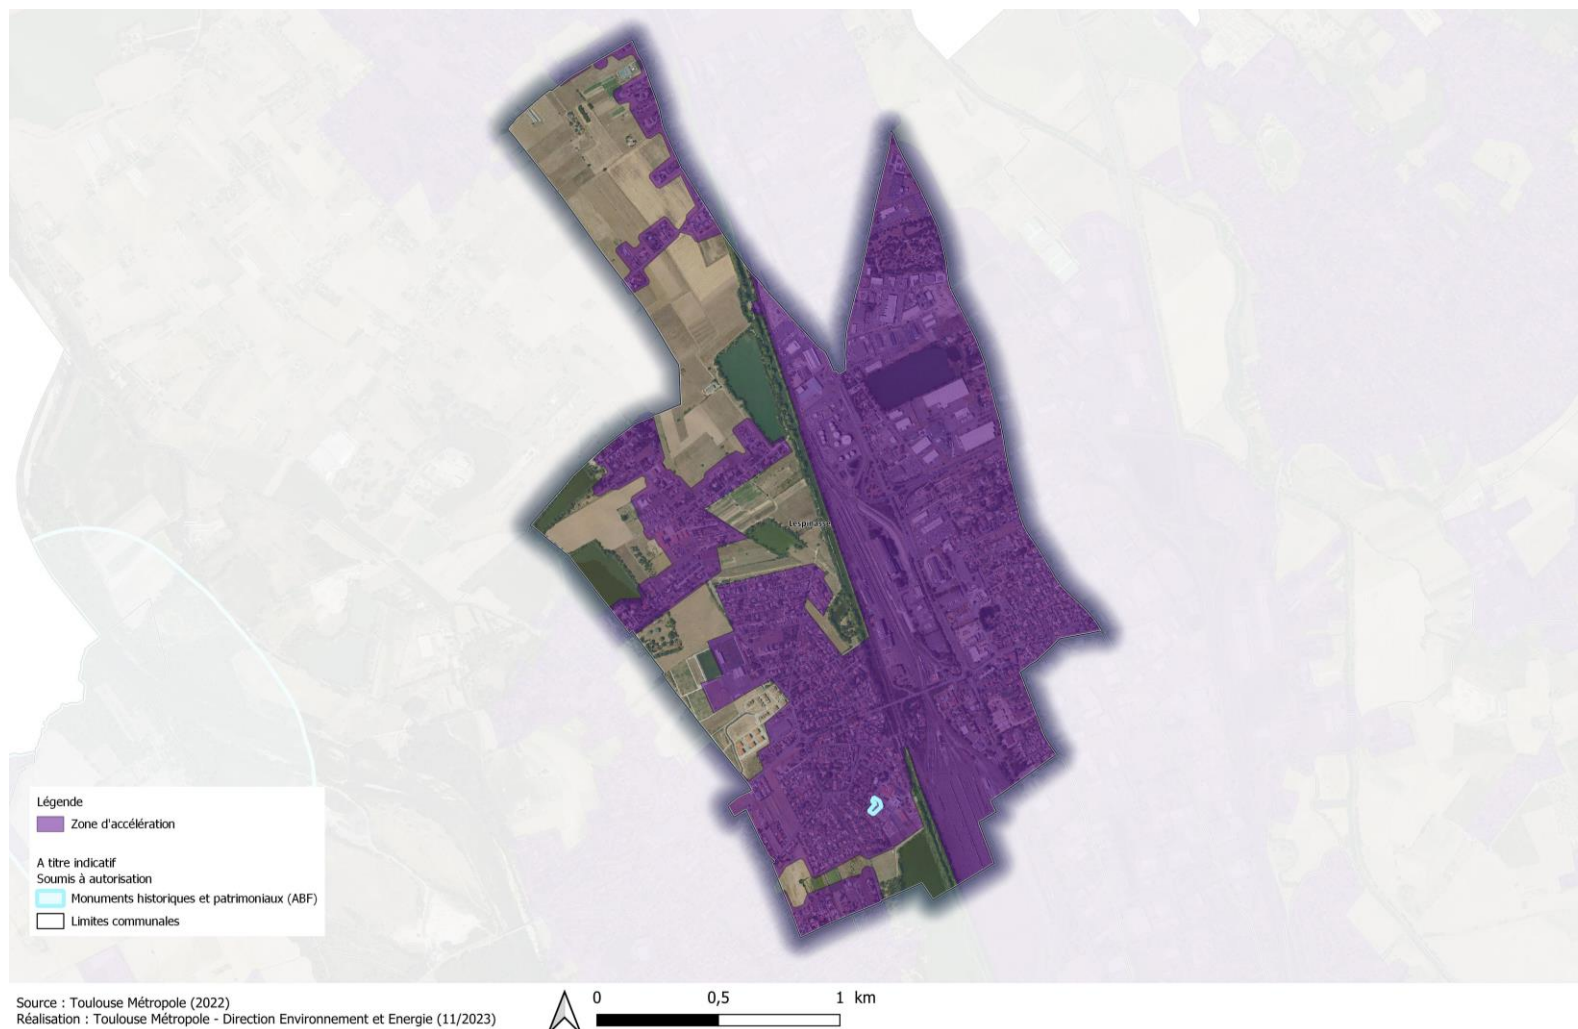 Lespinasse
Légende
Zone d'accélération
A titre indicatif
Soumis à autorisation
Monuments historiques et patrimoniaux (ABF)
Limites communales
Source : Toulouse Métropole (2022)
Réalisation : Toulouse Métropole - Direction Environnement et Energie (11/2023)
0 0,5 1 km